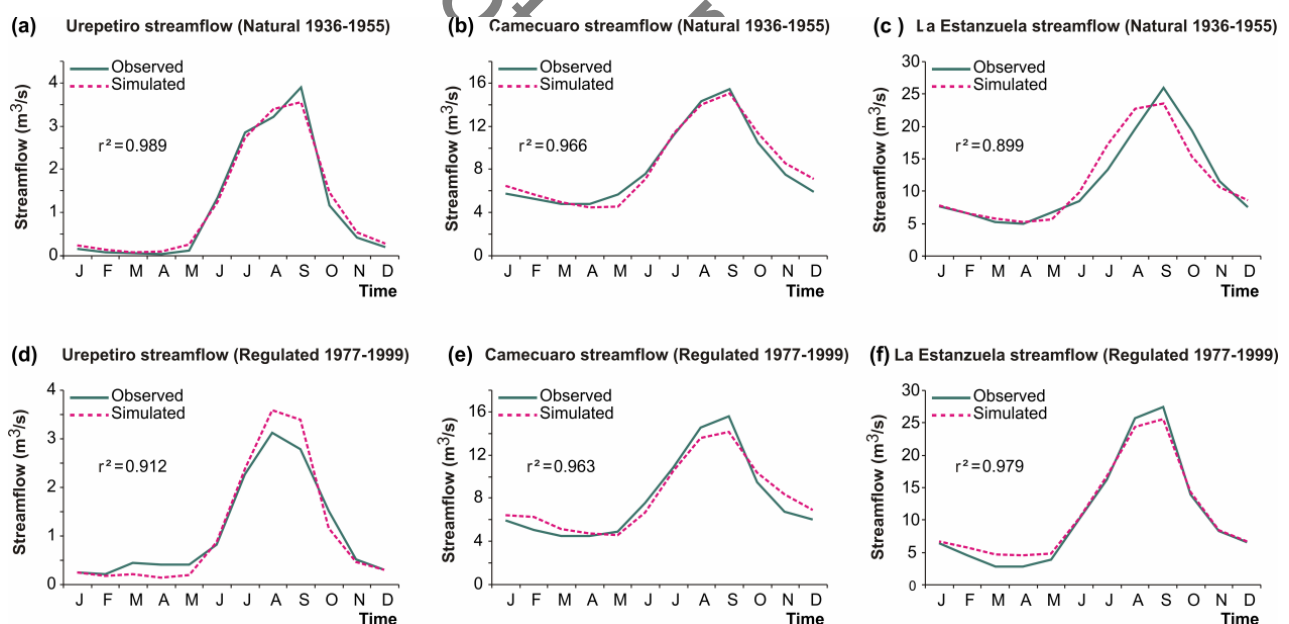 (a) Urepetiro streamflow (Natural 1936-1955)
Observed
Simulated
r²=0.989
Streamflow (m³/s)
4
3
2
1
0
J F M A M J J A S O N D
Time
(b) Camecuaro streamflow (Natural 1936-1955)
Observed
Simulated
r²=0.966
Streamflow (m³/s)
16
12
8
4
0
J F M A M J J A S O N D
Time
(c ) La Estanzuela streamflow (Natural 1936-1955)
Observed
Simulated
r²=0.899
Streamflow (m³/s)
30
25
20
15
10
5
0
J F M A M J J A S O N D
Time
(d) Urepetiro streamflow (Regulated 1977-1999)
Observed
Simulated
r²=0.912
Streamflow (m³/s)
4
3
2
1
0
J F M A M J J A S O N D
Time
(e) Camecuaro streamflow (Regulated 1977-1999)
Observed
Simulated
r²=0.963
Streamflow (m³/s)
16
12
8
4
0
J F M A M J J A S O N D
Time
(f) La Estanzuela streamflow (Regulated 1977-1999)
Observed
Simulated
r²=0.979
Streamflow (m³/s)
30
25
20
15
10
5
0
J F M A M J J A S O N D
Time